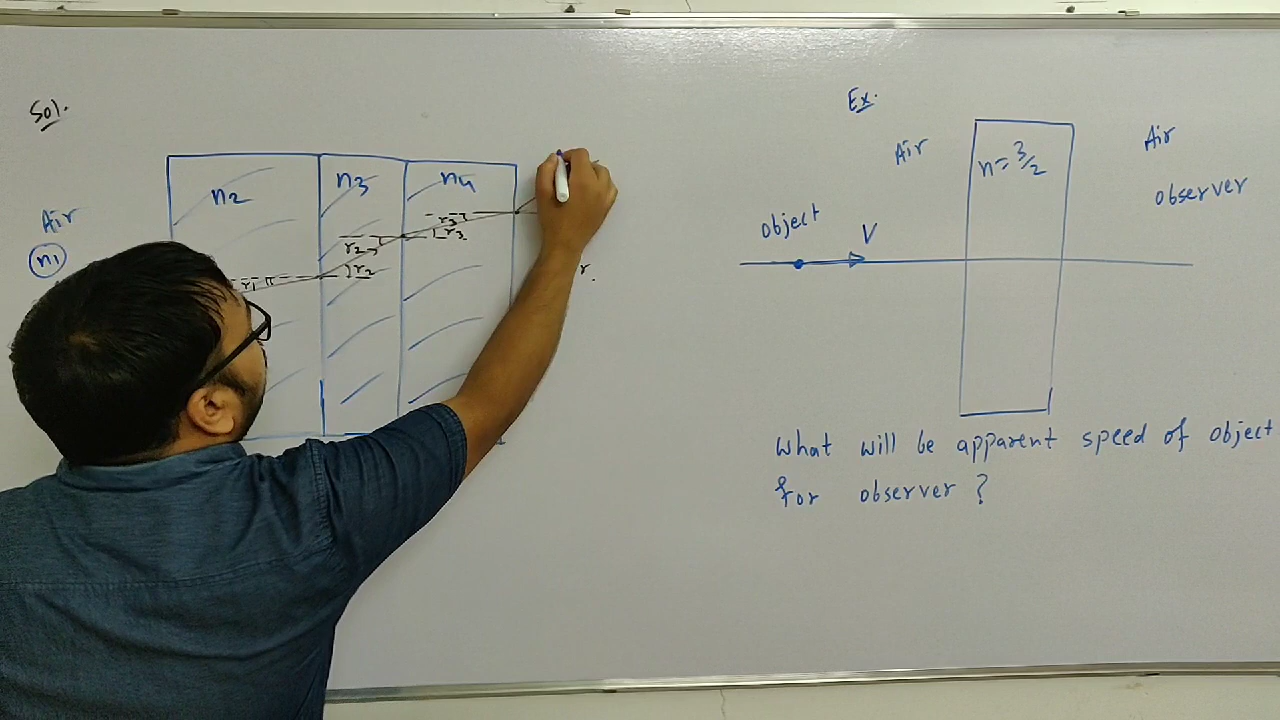 Sol.
n2
n3
n4
Air
n1
r1
r2
r2
r3
r3
r.
Ex.
Air
n = 3/2
Air
observer
object
V
What will be apparent speed of object
for observer ?